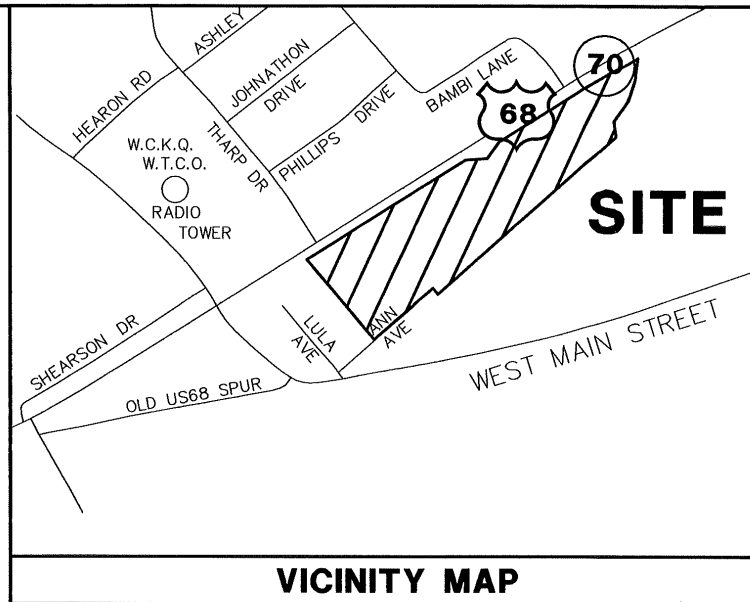 ASHLEY
HEARON RD
JOHNATHON
DRIVE
70
BAMBI LANE
68
W.C.K.Q.
W.T.C.O.
THARP DR
PHILLIPS DRIVE
RADIO
TOWER
SITE
SHEARSON DR
LULA
AVE
ANN
AVE
WEST MAIN STREET
OLD US68 SPUR
VICINITY MAP